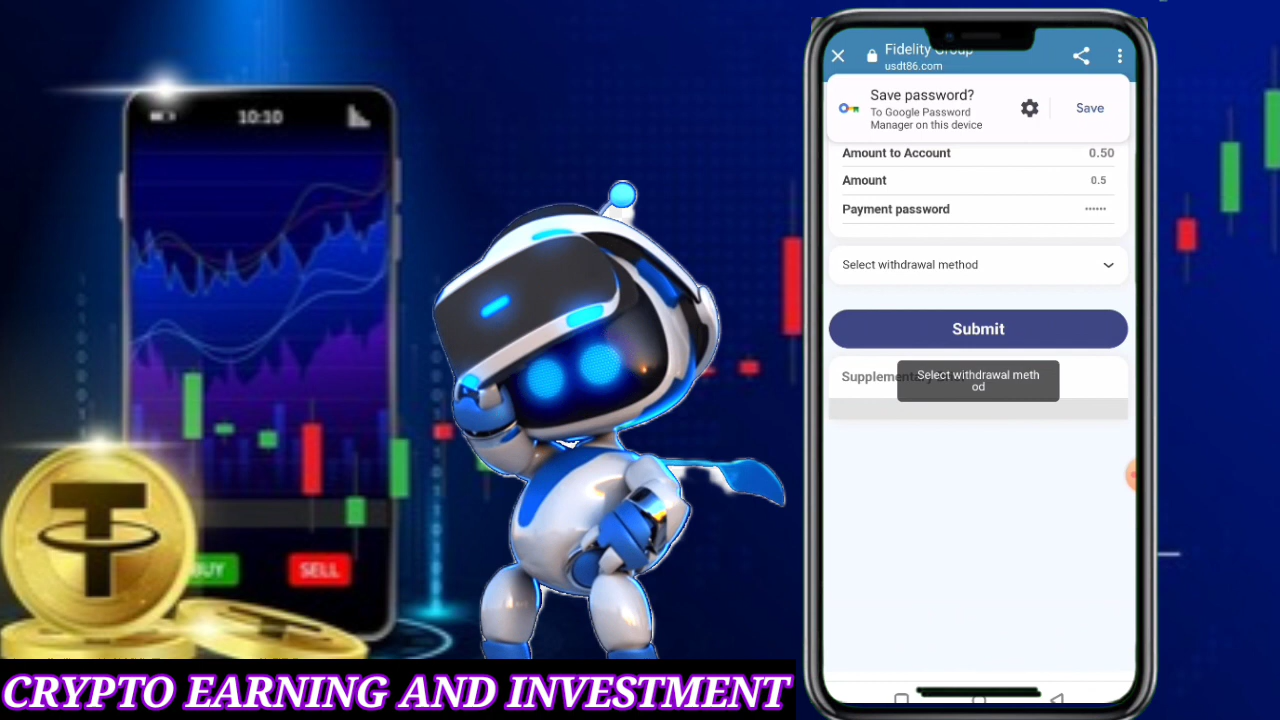 10:10
BUY
SELL
CRYPTO EARNING AND INVESTMENT
Fidelity Group
usdt86.com
Save password?
To Google Password
Manager on this device
Save
Amount to Account 0.50
Amount 0.5
Payment password ······
Select withdrawal method
Submit
Select withdrawal meth
od